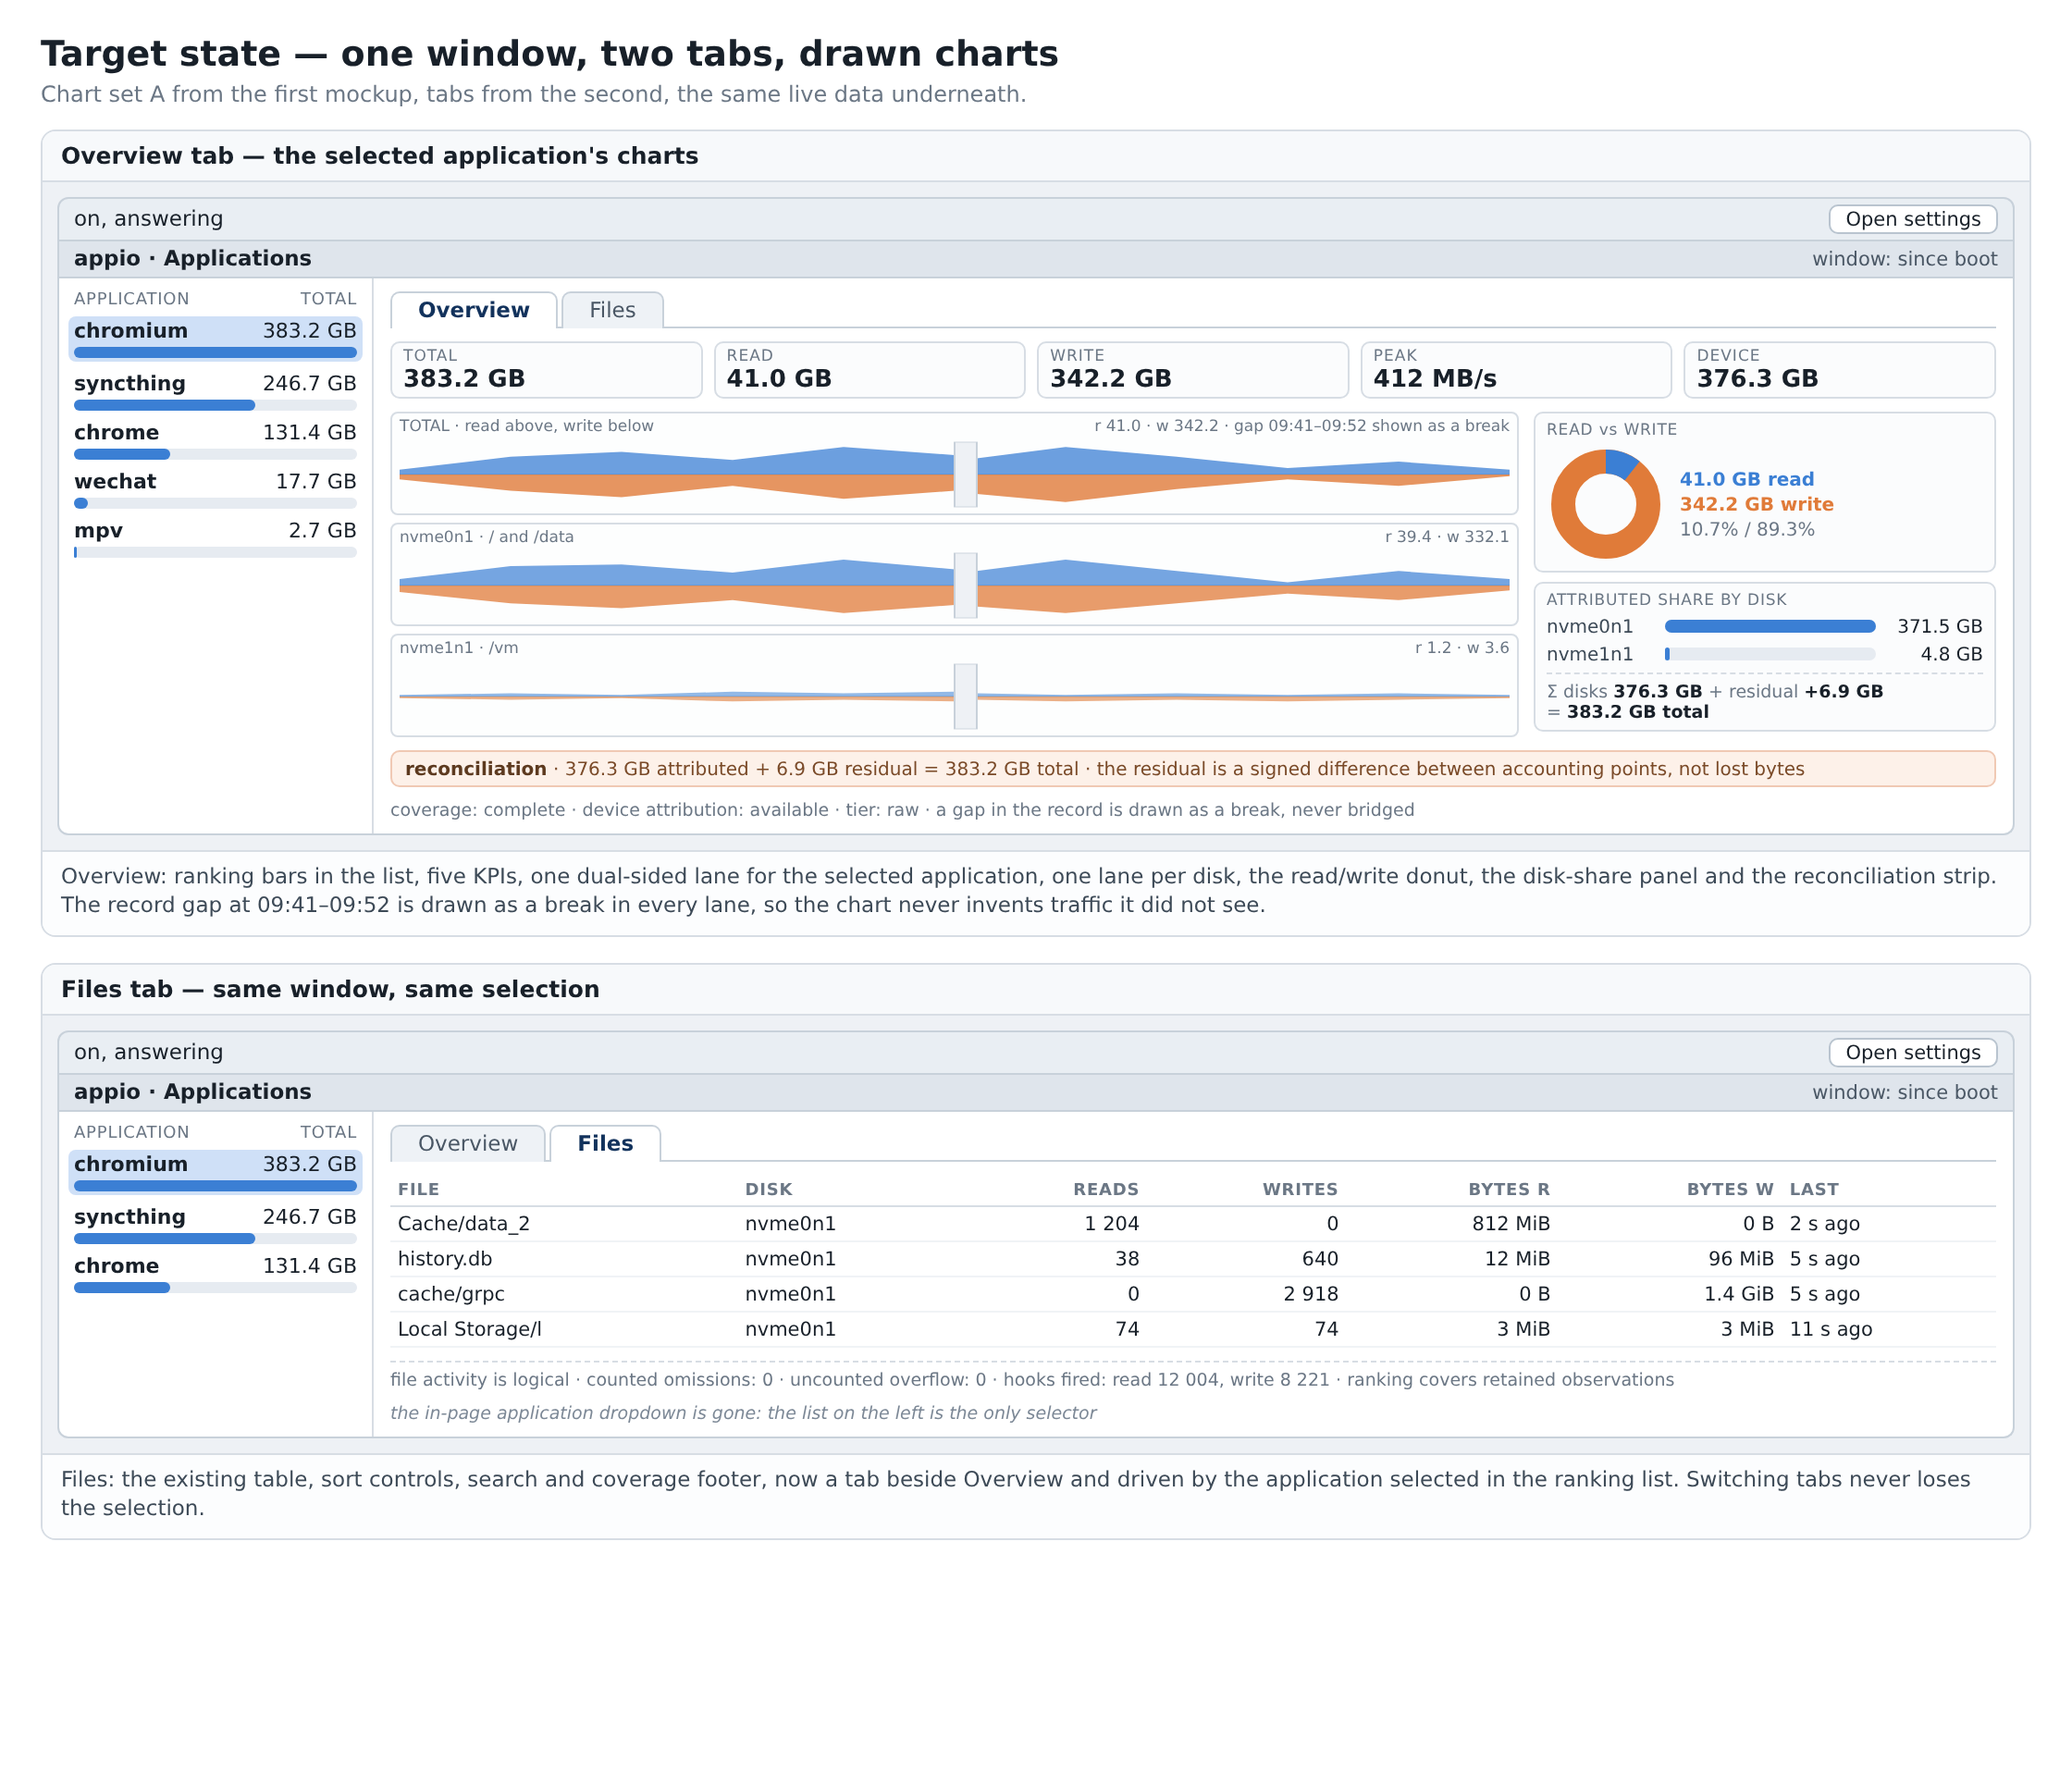 Target state — one window, two tabs, drawn charts
Chart set A from the first mockup, tabs from the second, the same live data underneath.
Overview tab — the selected application's charts
on, answering
Open settings
appio · Applications
window: since boot
APPLICATION TOTAL
chromium 383.2 GB
syncthing 246.7 GB
chrome 131.4 GB
wechat 17.7 GB
mpv 2.7 GB
Overview Files
TOTAL
383.2 GB
READ
41.0 GB
WRITE
342.2 GB
PEAK
412 MB/s
DEVICE
376.3 GB
TOTAL · read above, write below
r 41.0 · w 342.2 · gap 09:41–09:52 shown as a break
nvme0n1 · / and /data
r 39.4 · w 332.1
nvme1n1 · /vm
r 1.2 · w 3.6
READ vs WRITE
41.0 GB read
342.2 GB write
10.7% / 89.3%
ATTRIBUTED SHARE BY DISK
nvme0n1 371.5 GB
nvme1n1 4.8 GB
Σ disks 376.3 GB + residual +6.9 GB
= 383.2 GB total
reconciliation · 376.3 GB attributed + 6.9 GB residual = 383.2 GB total · the residual is a signed difference between accounting points, not lost bytes
coverage: complete · device attribution: available · tier: raw · a gap in the record is drawn as a break, never bridged
Overview: ranking bars in the list, five KPIs, one dual-sided lane for the selected application, one lane per disk, the read/write donut, the disk-share panel and the reconciliation strip.
The record gap at 09:41–09:52 is drawn as a break in every lane, so the chart never invents traffic it did not see.
Files tab — same window, same selection
on, answering
Open settings
appio · Applications
window: since boot
APPLICATION TOTAL
chromium 383.2 GB
syncthing 246.7 GB
chrome 131.4 GB
Overview Files
FILE DISK READS WRITES BYTES R BYTES W LAST
Cache/data_2 nvme0n1 1 204 0 812 MiB 0 B 2 s ago
history.db nvme0n1 38 640 12 MiB 96 MiB 5 s ago
cache/grpc nvme0n1 0 2 918 0 B 1.4 GiB 5 s ago
Local Storage/l nvme0n1 74 74 3 MiB 3 MiB 11 s ago
file activity is logical · counted omissions: 0 · uncounted overflow: 0 · hooks fired: read 12 004, write 8 221 · ranking covers retained observations
the in-page application dropdown is gone: the list on the left is the only selector
Files: the existing table, sort controls, search and coverage footer, now a tab beside Overview and driven by the application selected in the ranking list. Switching tabs never loses
the selection.